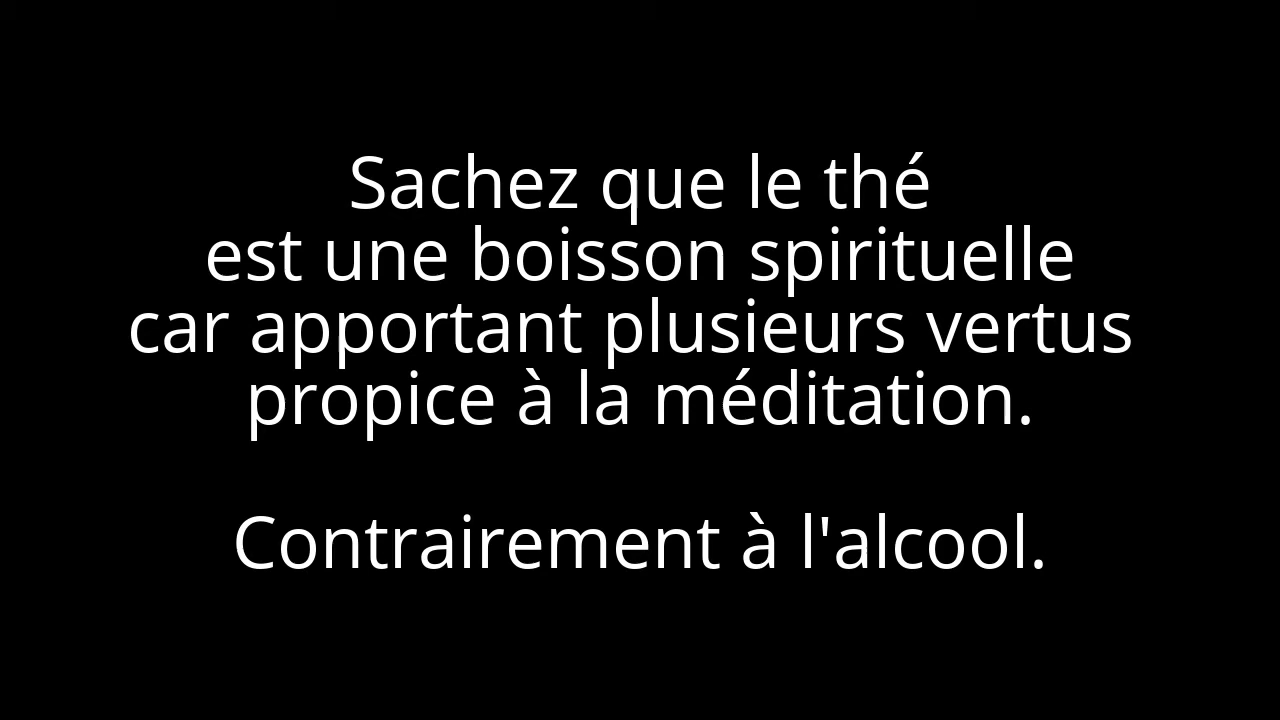 Sachez que le thé
est une boisson spirituelle
car apportant plusieurs vertus
propice à la méditation.
Contrairement à l'alcool.